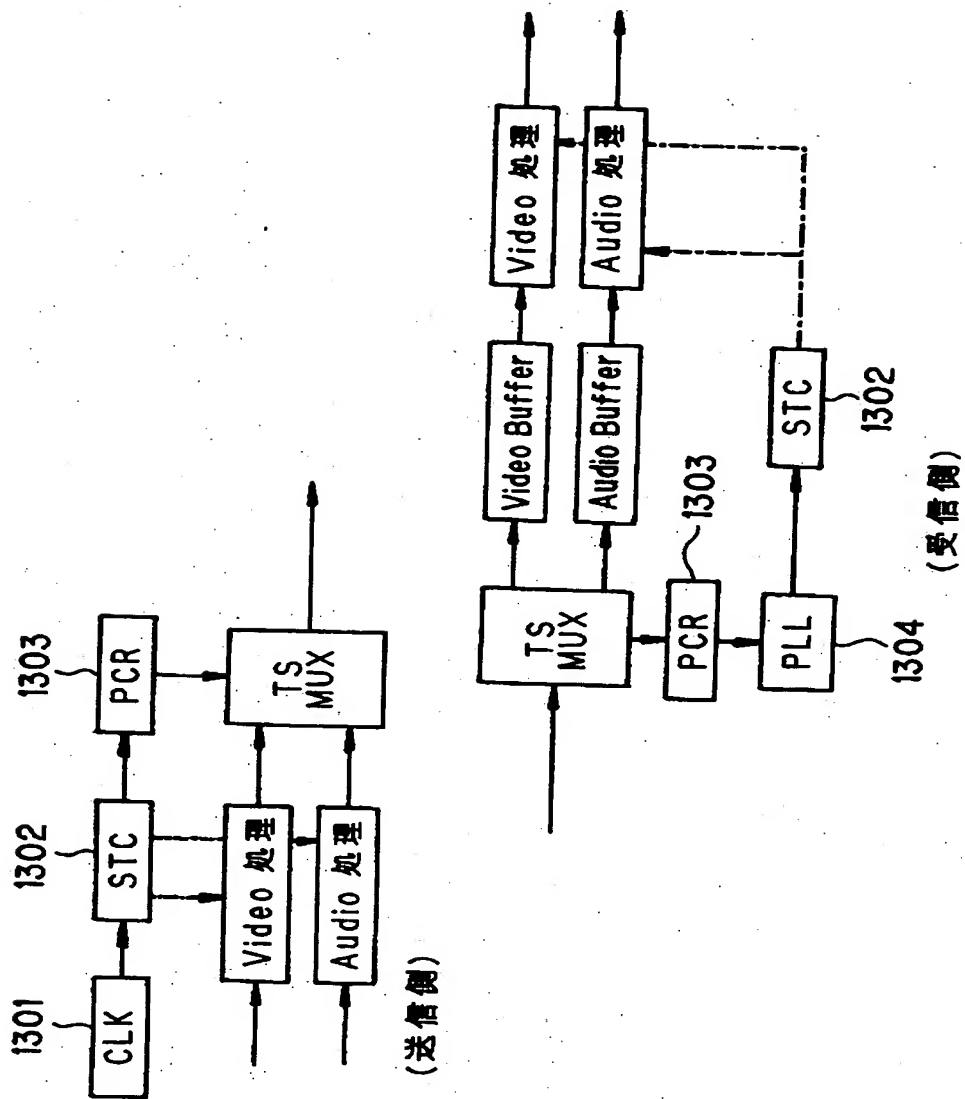 1301
CLK
1302
STC
1303
PCR
Video 処理
Audio 処理
TS
MUX
(送信側)
TS
MUX
Video Buffer
Audio Buffer
Video 処理
Audio 処理
PCR
1303
PLL
1304
STC
1302
(受信側)